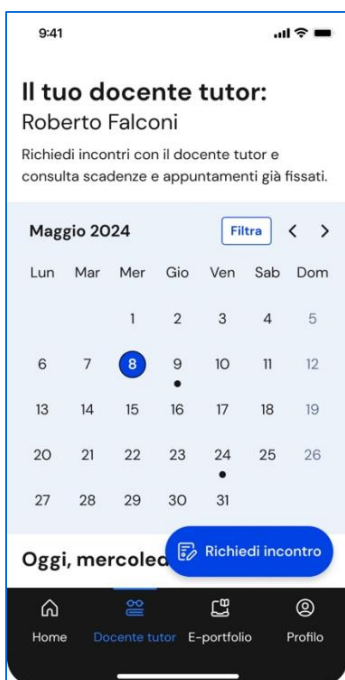 9:41
Il tuo docente tutor:
Roberto Falconi
Richiedi incontri con il docente tutor e
consulta scadenze e appuntamenti già fissati.
Maggio 2024 Filtra
Lun Mar Mer Gio Ven Sab Dom
1 2 3 4 5
6 7 8 9 10 11 12
13 14 15 16 17 18 19
20 21 22 23 24 25 26
27 28 29 30 31
Oggi,
Richiedi incontro
Home Docente tutor E-portfolio Profilo